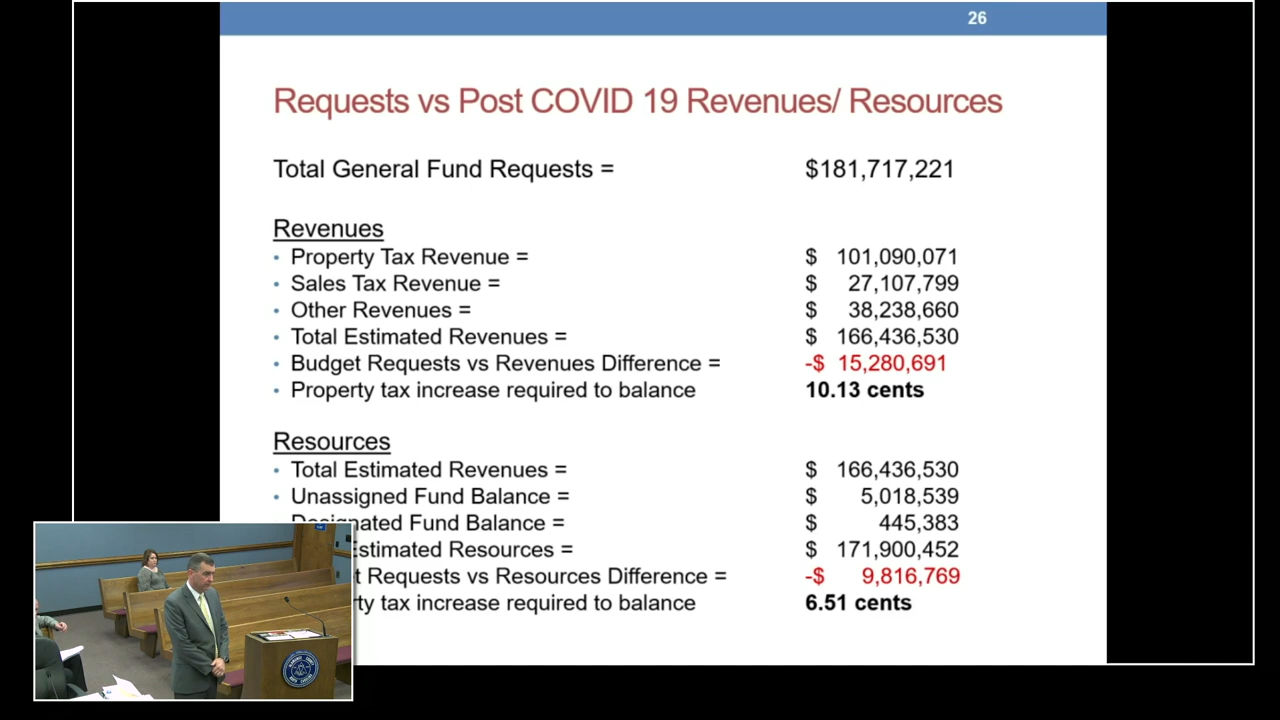 26
Requests vs Post COVID 19 Revenues/ Resources
Total General Fund Requests = $181,717,221
Revenues
• Property Tax Revenue = $ 101,090,071
• Sales Tax Revenue = $ 27,107,799
• Other Revenues = $ 38,238,660
• Total Estimated Revenues = $ 166,436,530
• Budget Requests vs Revenues Difference = -$ 15,280,691
• Property tax increase required to balance 10.13 cents
Resources
• Total Estimated Revenues = $ 166,436,530
• Unassigned Fund Balance = $ 5,018,539
nated Fund Balance = $ 445,383
Estimated Resources = $ 171,900,452
t Requests vs Resources Difference = -$ 9,816,769
ty tax increase required to balance 6.51 cents